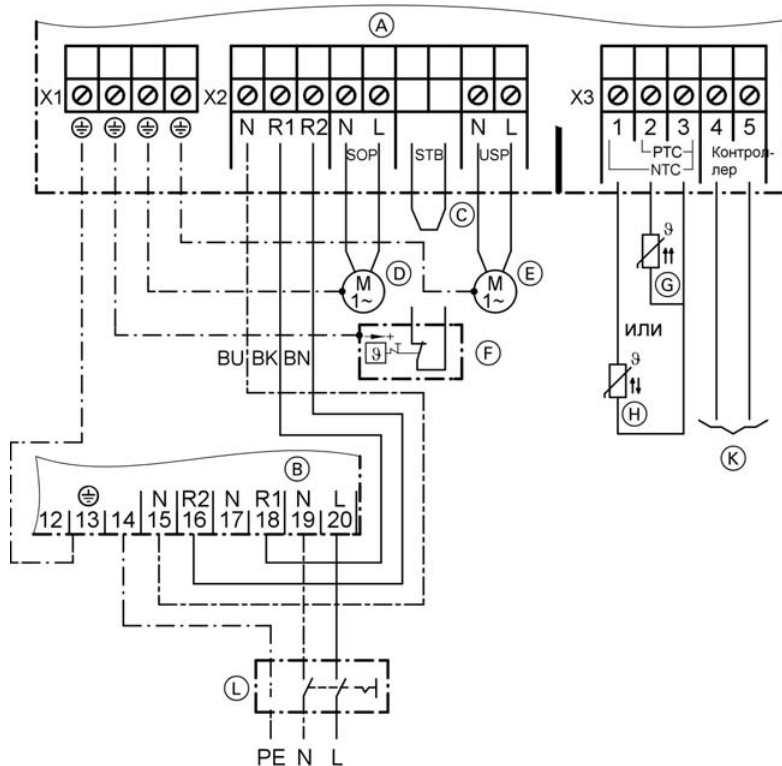 A
X1
X2
X3
N R1 R2 N L N L
1 2 3 4 5
SOP STB USP
PTC
NTC
Контрол-
лер
C
ϑ
M
1~
D
M
1~
E
G
BU BK BN
ϑ
+
F
или
ϑ
H
K
B
N R2 N R1 N L
12 13 14 15 16 17 18 19 20
L
PE N L